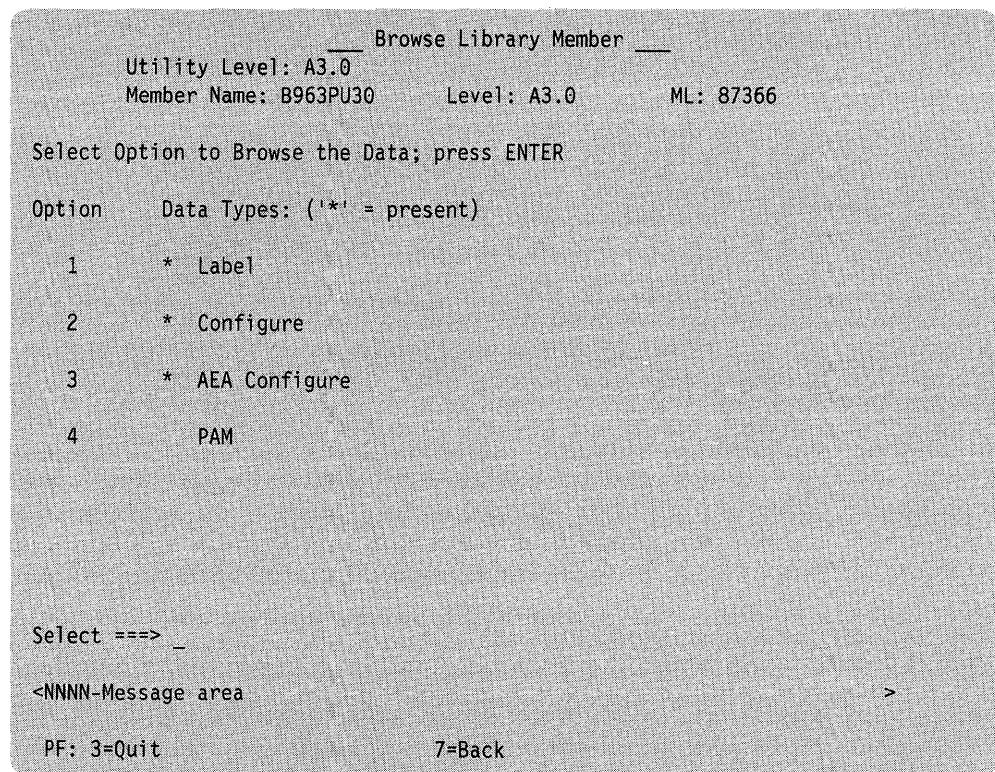 ___ Browse Library Member ___
Utility Level: A3.0
Member Name: B963PU30 Level: A3.0 ML: 87366
Select Option to Browse the Data; press ENTER
Option Data Types: ('*' = present)
1 * Label
2 * Configure
3 * AEA Configure
4 PAM
Select ===> _
<NNNN-Message area >
PF: 3=Quit 7=Back